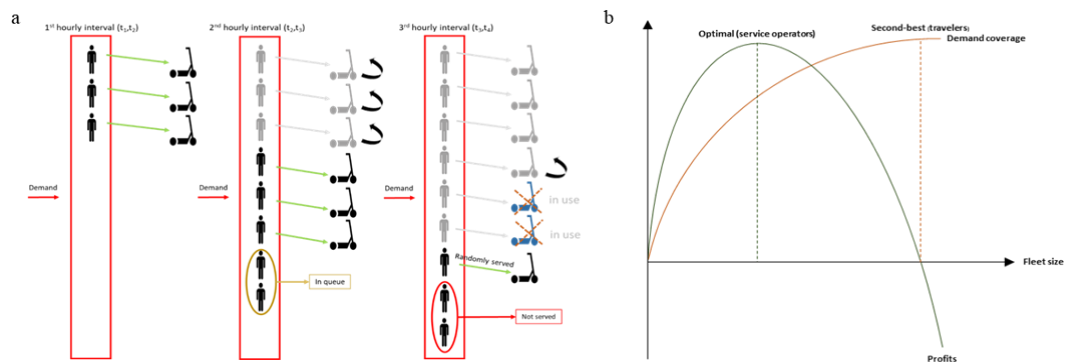 a
1st hourly interval (t1,t2)
2nd hourly interval (t2,t3)
3rd hourly interval (t3,t4)
Demand
Demand
Demand
in use
in use
Randomly served
In queue
Not served
b
Optimal (service operators)
Second-best (travelers)
Demand coverage
Fleet size
Profits